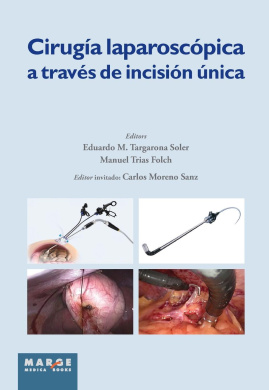 Cirugía laparoscópica
a través de incisión única
Editors
Eduardo M. Targarona Soler
Manuel Trias Folch
Editor invitado: Carlos Moreno Sanz
MARGE
MEDICA BOOKS